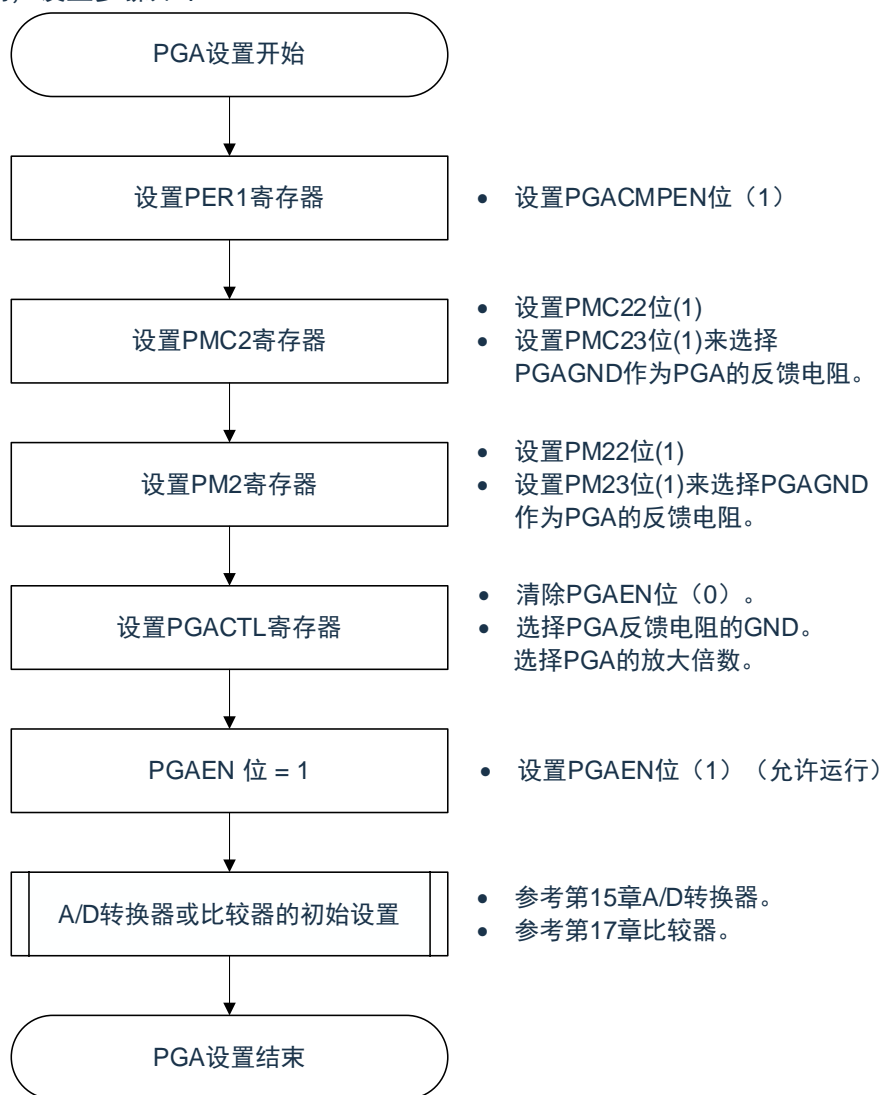 PGA设置开始
设置PER1寄存器
• 设置PGACMPEN位（1）
设置PMC2寄存器
• 设置PMC22位(1)
• 设置PMC23位(1)来选择
PGAGND作为PGA的反馈电阻。
设置PM2寄存器
• 设置PM22位(1)
• 设置PM23位(1)来选择PGAGND
作为PGA的反馈电阻。
设置PGACTL寄存器
• 清除PGAEN位（0）。
• 选择PGA反馈电阻的GND。
选择PGA的放大倍数。
PGAEN 位 = 1
• 设置PGAEN位（1）（允许运行）
A/D转换器或比较器的初始设置
• 参考第15章A/D转换器。
• 参考第17章比较器。
PGA设置结束